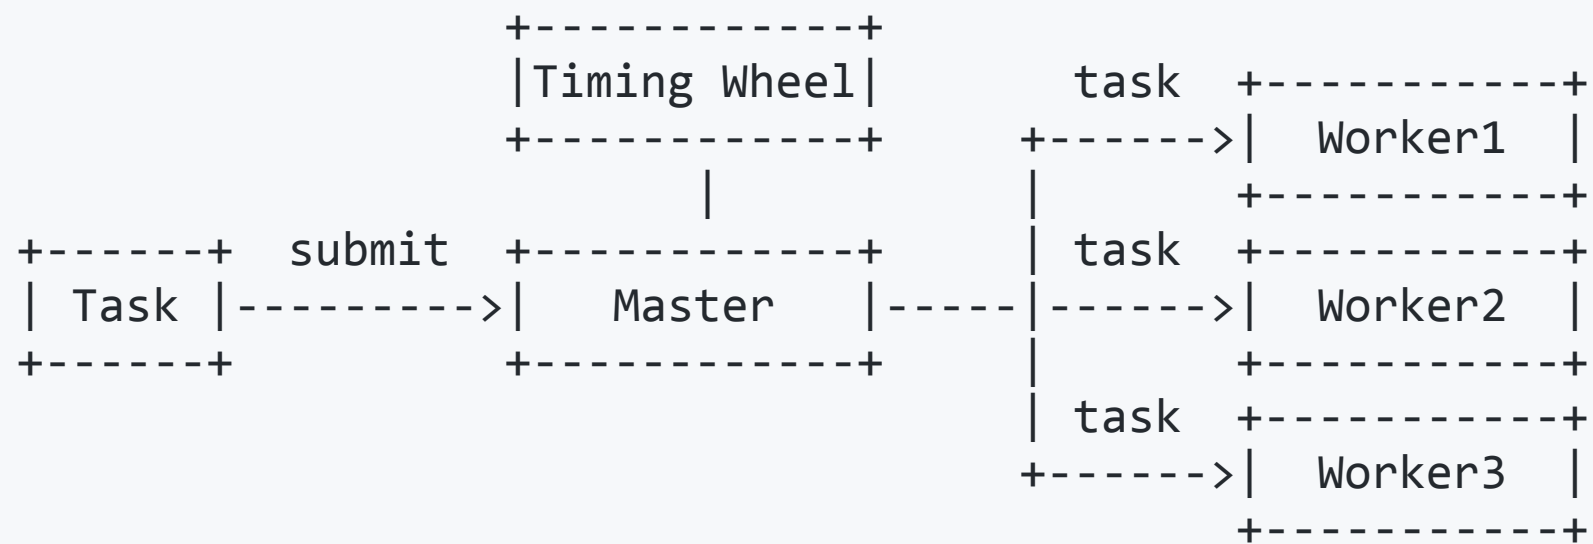 +------------+
                   |Timing Wheel|       task  +-----------+
                   +------------+     +------>|  Worker1  |
                          |           |       +-----------+
+-------+  submit  +------------+     | task  +-----------+
| Task |---------->|   Master   |-----|------>|  Worker2  |
+-------+          +------------+     |       +-----------+
                                      | task  +-----------+
                                      +------>|  Worker3  |
                                              +-----------+